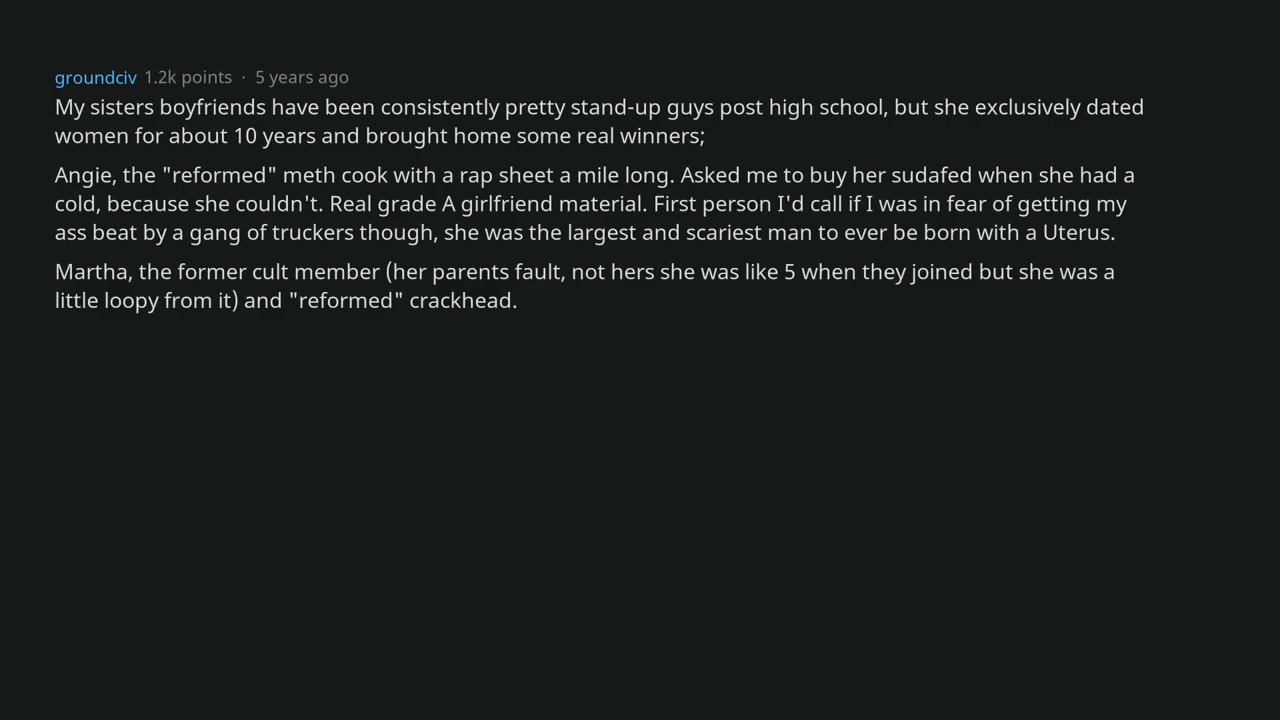 groundciv 1.2k points · 5 years ago
My sisters boyfriends have been consistently pretty stand-up guys post high school, but she exclusively dated
women for about 10 years and brought home some real winners;
Angie, the "reformed" meth cook with a rap sheet a mile long. Asked me to buy her sudafed when she had a
cold, because she couldn't. Real grade A girlfriend material. First person I'd call if I was in fear of getting my
ass beat by a gang of truckers though, she was the largest and scariest man to ever be born with a Uterus.
Martha, the former cult member (her parents fault, not hers she was like 5 when they joined but she was a
little loopy from it) and "reformed" crackhead.